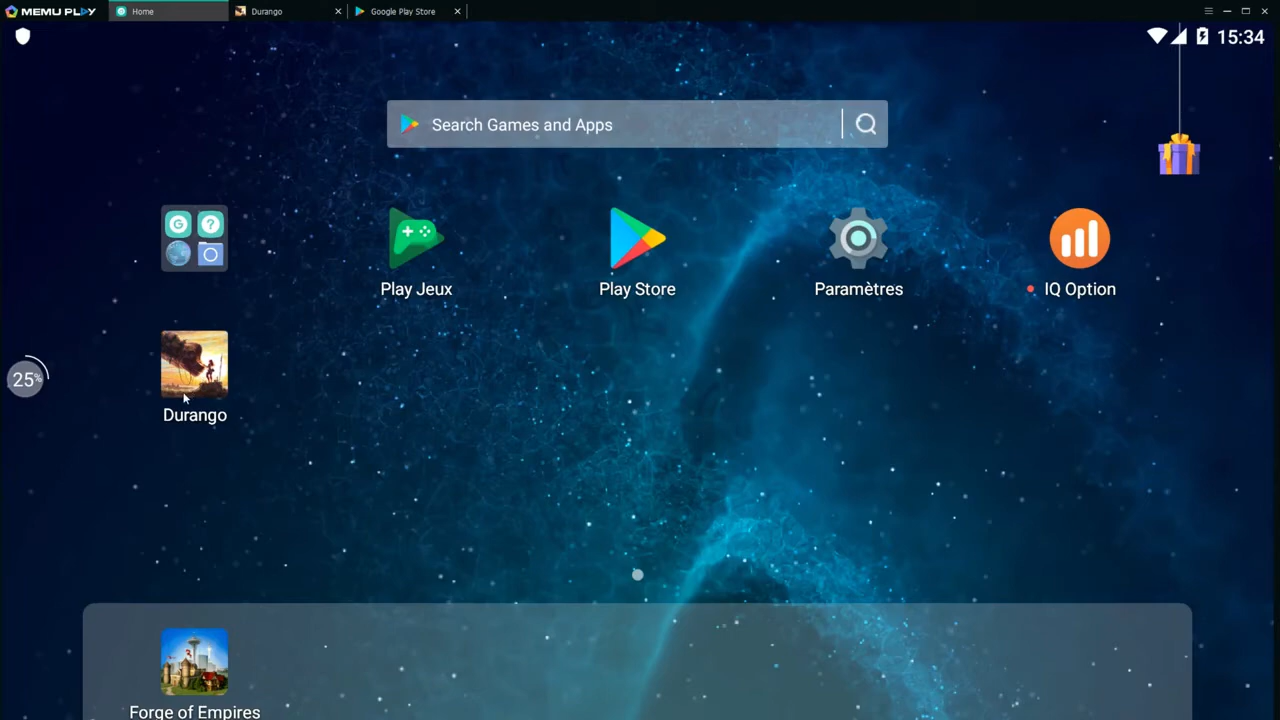 MEMU PLAY
Home
Durango
Google Play Store
15:34
Search Games and Apps
Play Jeux
Play Store
Paramètres
IQ Option
25%
Durango
Forge of Empires